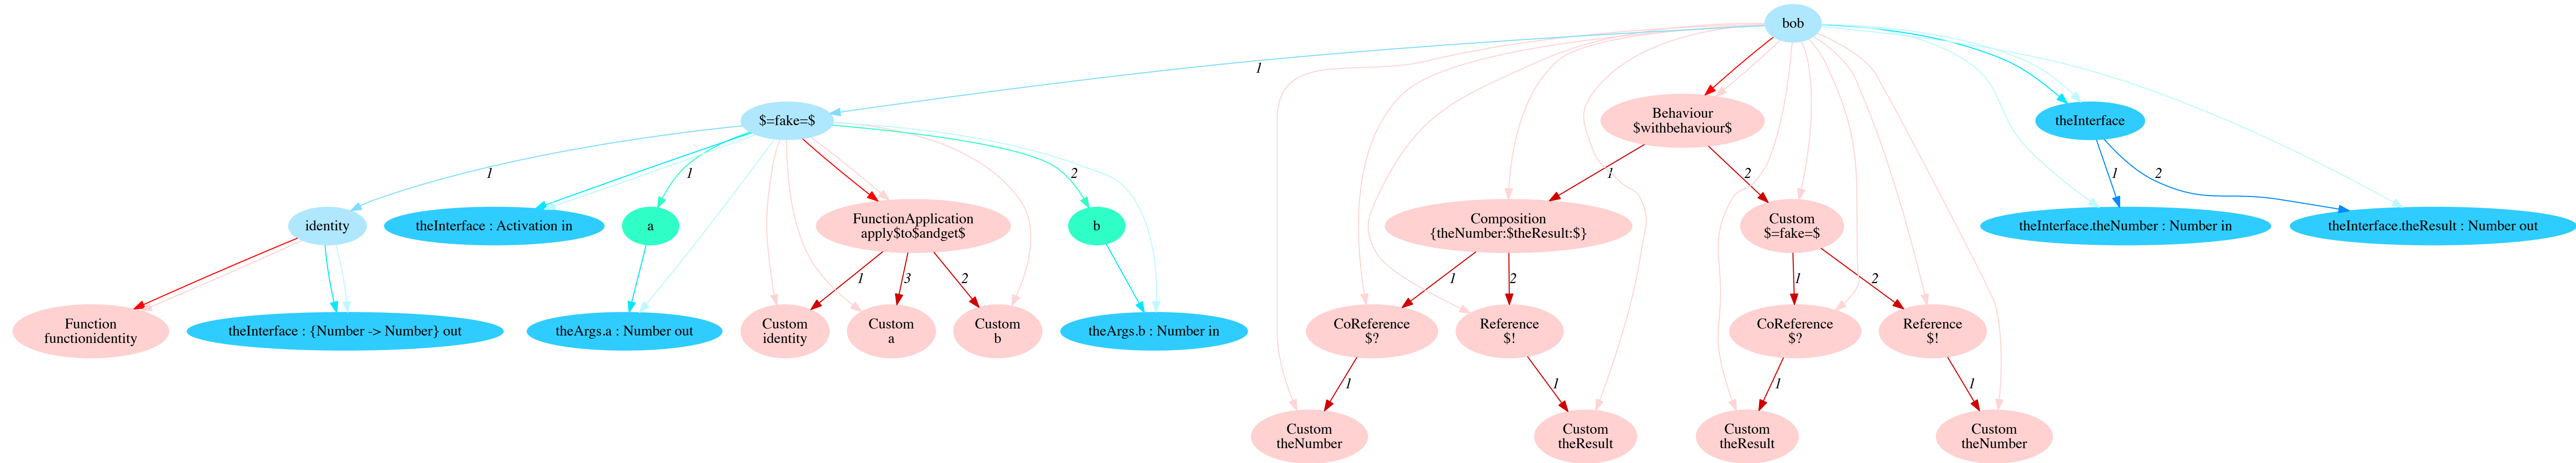 bob
1
$=fake=$
Behaviour
$withbehaviour$
theInterface
1
1
2
1
2
1
2
identity
theInterface : Activation in
a
FunctionApplication
apply$to$andget$
b
Composition
{theNumber:$theResult:$}
Custom
$=fake=$
theInterface.theNumber : Number in
theInterface.theResult : Number out
1
3
2
1
2
1
2
Function
functionidentity
theInterface : {Number -> Number} out
theArgs.a : Number out
Custom
identity
Custom
a
Custom
b
theArgs.b : Number in
CoReference
$?
Reference
$!
CoReference
$?
Reference
$!
1
1
1
1
Custom
theNumber
Custom
theResult
Custom
theResult
Custom
theNumber